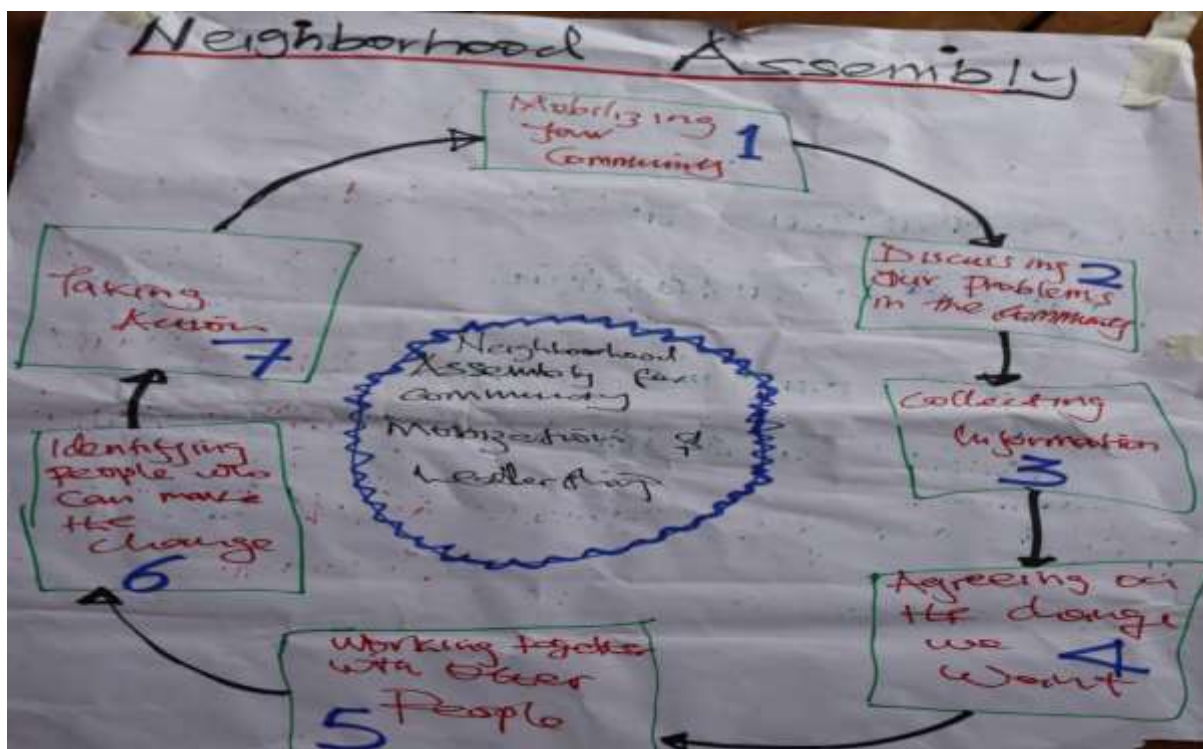 Neighborhood Assembly
Mobilizing
your
Community
1
Discussing 2
Our Problems
in the Community
Collecting
Information
3
Agreeing on
the change
we
Want
4
Working together
with other
People
5
Identifying
People who
can make
the
change
6
Taking
Action
7
Neighborhood
Assembly for
Community
Mobization &
Leadership